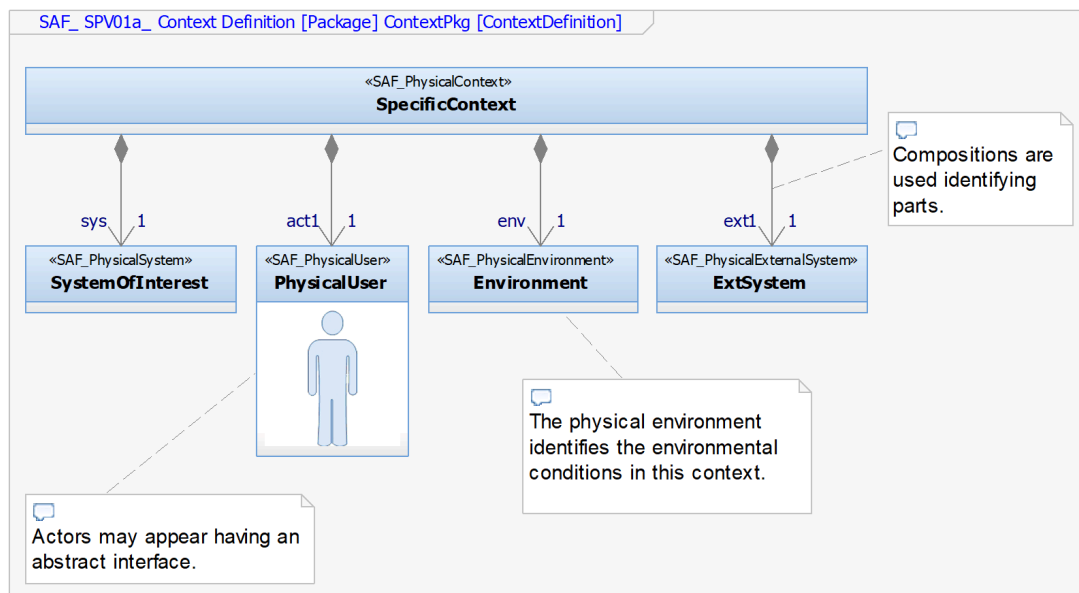 SAF_ SPV01a_ Context Definition [Package] ContextPkg [ContextDefinition]
«SAF_PhysicalContext»
SpecificContext
Compositions are
used identifying
parts.
sys 1
act1 1
env 1
ext1 1
«SAF_PhysicalSystem»
SystemOfInterest
«SAF_PhysicalUser»
PhysicalUser
«SAF_PhysicalEnvironment»
Environment
«SAF_PhysicalExternalSystem»
ExtSystem
The physical environment
identifies the environmental
conditions in this context.
Actors may appear having an
abstract interface.